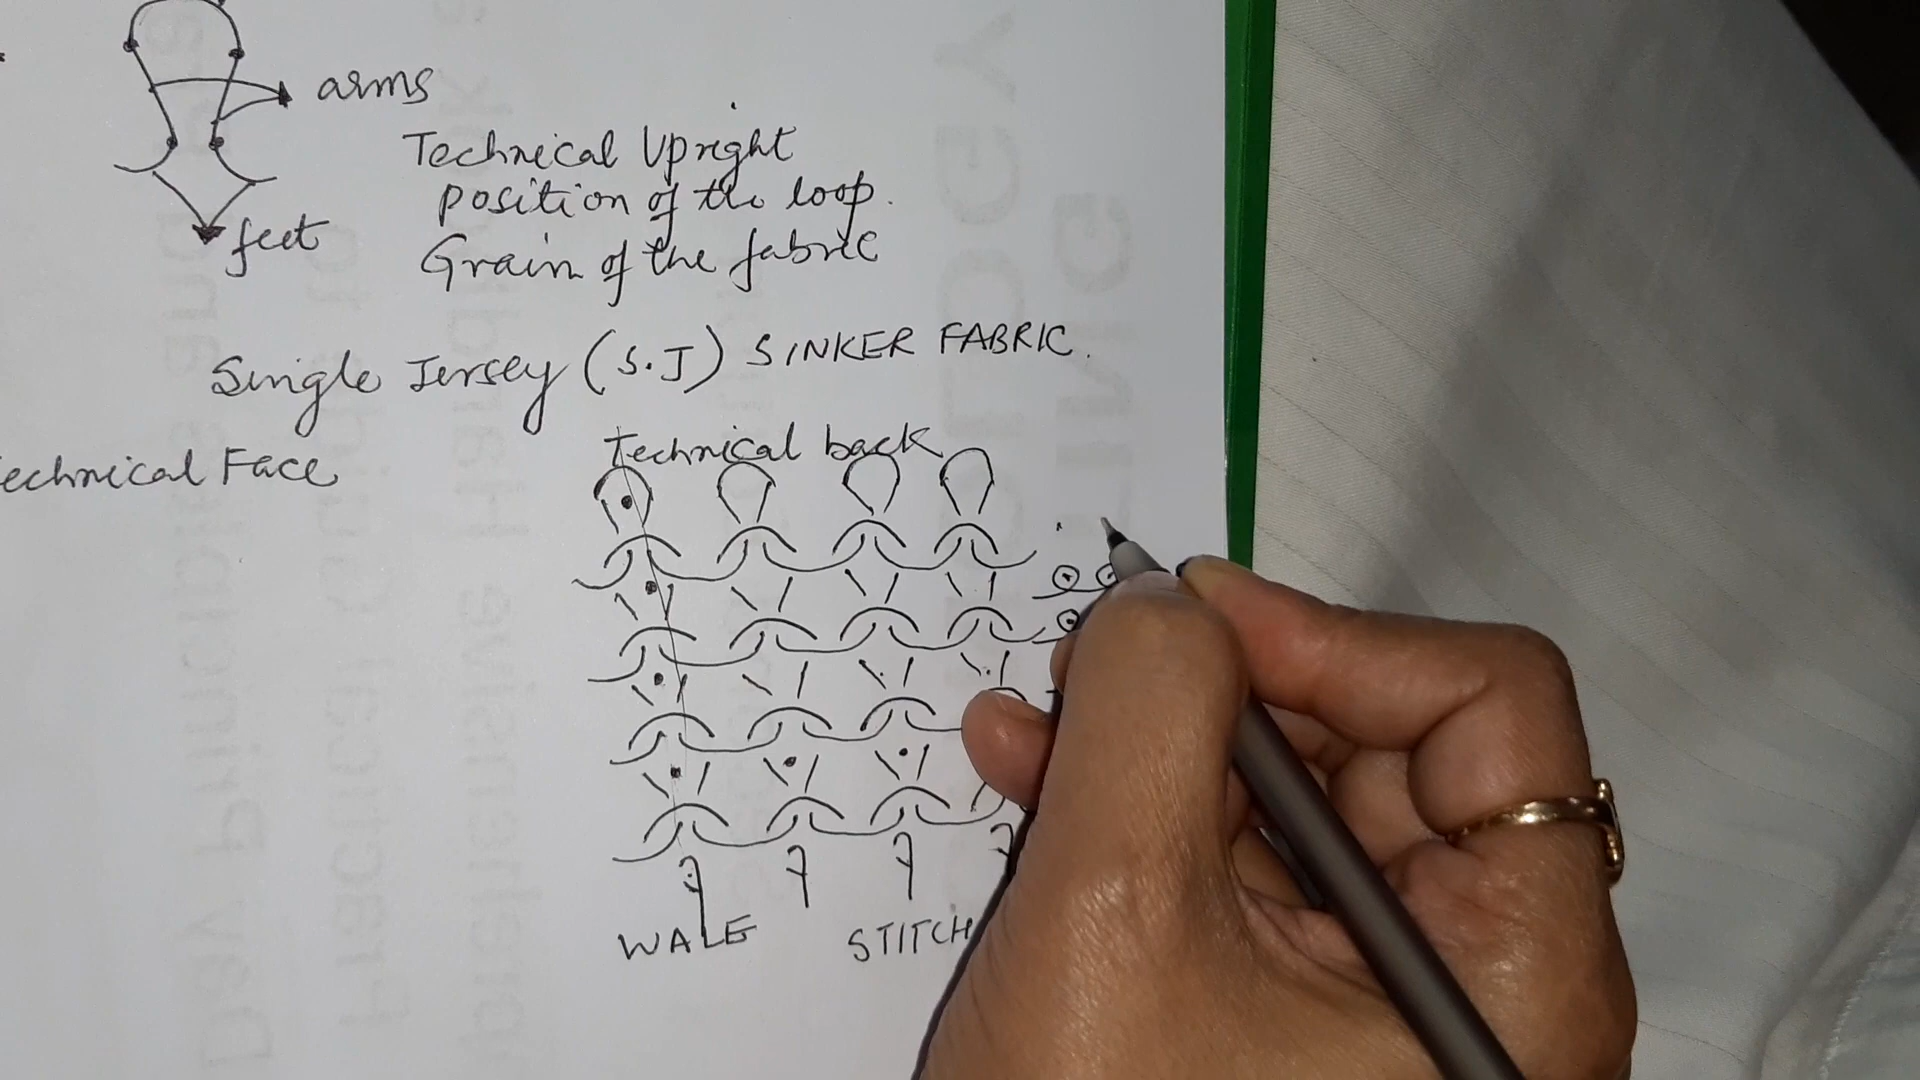 arms
Technical Upright
position of the loop.
feet
Grain of the fabric
Single Jersey (S.J) SINKER FABRIC.
Technical back
echnical Face
WALE STITCH